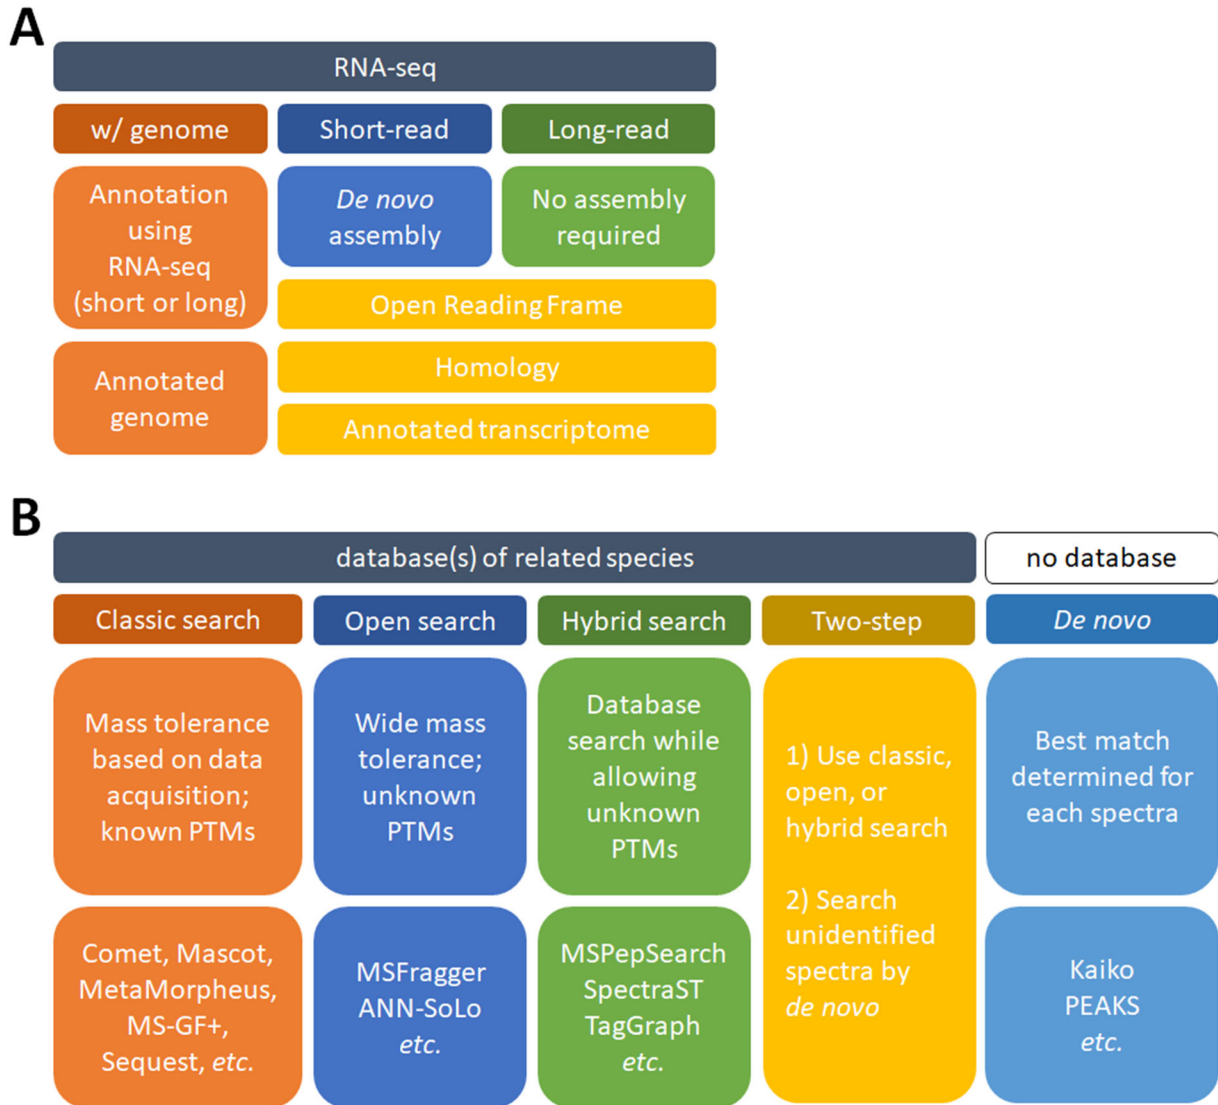 A
RNA-seq
w/ genome
Short-read
Long-read
Annotation
using
RNA-seq
(short or long)
De novo
assembly
No assembly
required
Open Reading Frame
Annotated
genome
Homology
Annotated transcriptome
B
database(s) of related species
no database
Classic search
Open search
Hybrid search
Two-step
De novo
Mass tolerance
based on data
acquisition;
known PTMs
Wide mass
tolerance;
unknown
PTMs
Database
search while
allowing
unknown
PTMs
1) Use classic,
open, or
hybrid search
2) Search
unidentified
spectra by
de novo
Best match
determined for
each spectra
Comet, Mascot,
MetaMorpheus,
MS-GF+,
Sequest, etc.
MSFragger
ANN-SoLo
etc.
MSPepSearch
SpectraST
TagGraph
etc.
Kaiko
PEAKS
etc.